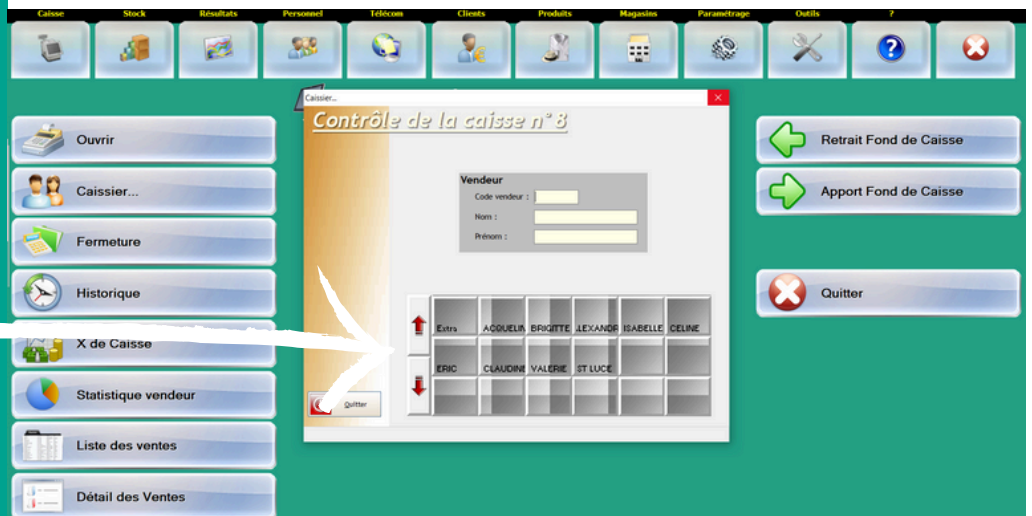 Caisse Stock Résultats Personnel Télécom Clients Produits Magasins Paramétrage Outils ?
Caissier...
Contrôle de la caisse n°8
Ouvrir
Caissier...
Fermeture
Historique
X de Caisse
Statistique vendeur
Liste des ventes
Détail des Ventes
Vendeur
Code vendeur :
Nom :
Prénom :
Extra ACQUELIN BRIGITTE LEXANDR ISABELLE CELINE
ERIC CLAUDINE VALERIE ST LUCE
Quitter
Retrait Fond de Caisse
Apport Fond de Caisse
Quitter